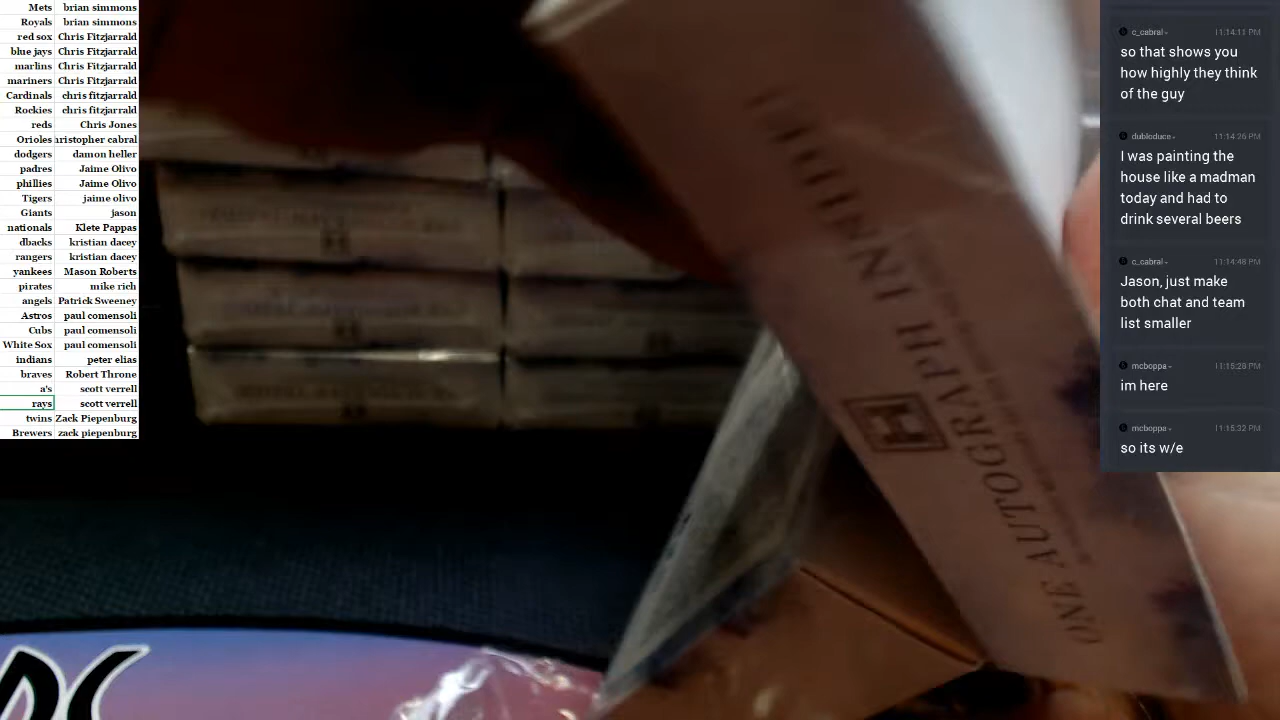 Mets brian simmons
Royals brian simmons
red sox Chris Fitzjarrald
blue jays Chris Fitzjarrald
marlins Chris Fitzjarrald
mariners Chris Fitzjarrald
Cardinals chris fitzjarrald
Rockies chris fitzjarrald
reds Chris Jones
Orioles hristopher cabral
dodgers damon heller
padres Jaime Olivo
phillies Jaime Olivo
Tigers jaime olivo
Giants jason
nationals Klete Pappas
dbacks kristian dacey
rangers kristian dacey
yankees Mason Roberts
pirates mike rich
angels Patrick Sweeney
Astros paul comensoli
Cubs paul comensoli
White Sox paul comensoli
indians peter elias
braves Robert Throne
a's scott verrell
rays scott verrell
twins Zack Piepenburg
Brewers zack piepenburg
ONE AUTOGRAPH INSIDE!
H
c_cabral 11:14:11 PM
so that shows you
how highly they think
of the guy
dubleduce 11:14:26 PM
I was painting the
house like a madman
today and had to
drink several beers
c_cabral 11:14:48 PM
Jason, just make
both chat and team
list smaller
mcboppa 11:15:28 PM
im here
mcboppa 11:15:32 PM
so its w/e